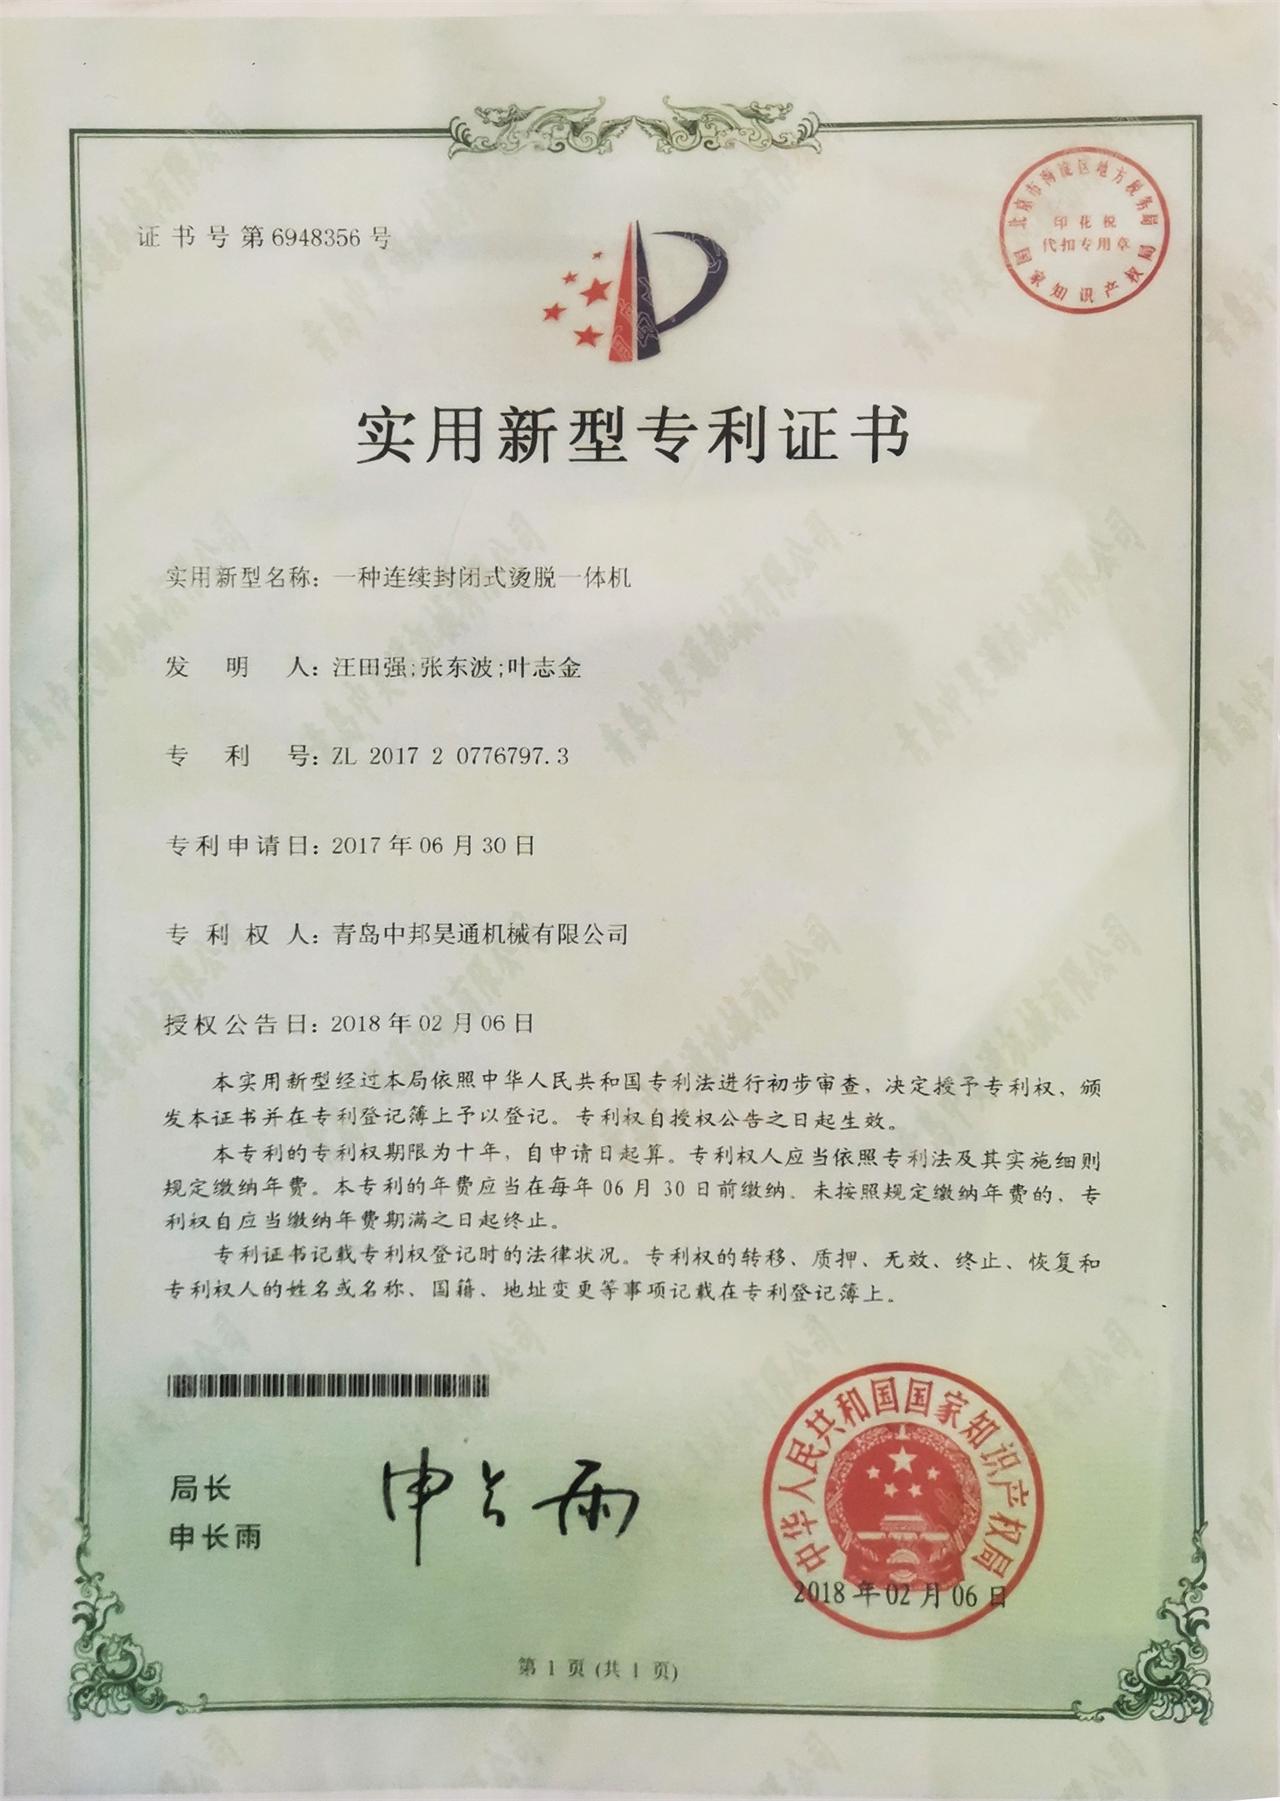 证书号第6948356号
北京市海淀区地方税务局
印花税
代扣专用章
国家知识产权局
实用新型专利证书
实用新型名称：一种连续封闭式烫脱一体机
发明人：汪田强;张东波;叶志金
专利号：ZL 2017 2 0776797.3
专利申请日：2017年06月30日
专利权人：青岛中邦昊通机械有限公司
授权公告日：2018年02月06日
本实用新型经过本局依照中华人民共和国专利法进行初步审查，决定授予专利权，颁
发本证书并在专利登记簿上予以登记。专利权自授权公告之日起生效。
本专利的专利权期限为十年，自申请日起算。专利权人应当依照专利法及其实施细则
规定缴纳年费。本专利的年费应当在每年06月30日前缴纳。未按照规定缴纳年费的，专
利权自应当缴纳年费期满之日起终止。
专利证书记载专利权登记时的法律状况。专利权的转移、质押、无效、终止、恢复和
专利权人的姓名或名称、国籍、地址变更等事项记载在专利登记簿上。
局长
申长雨
申长雨
中华人民共和国国家知识产权局
2018年02月06日
第1页(共1页)